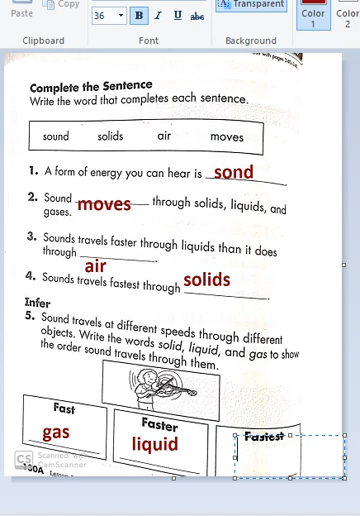 Paste
Copy
36
B I U abc
Transparent
Color 1
Color 2
Clipboard
Font
Background
Complete the Sentence
Write the word that completes each sentence.
sound solids air moves
1. A form of energy you can hear is sond
2. Sound moves through solids, liquids, and
gases.
3. Sounds travels faster through liquids than it does
through
air
4. Sounds travels fastest through solids
Infer
5. Sound travels at different speeds through different
objects. Write the words solid, liquid, and gas to show
the order sound travels through them.
Fast
Faster
Fastest
gas
liquid
CS
Scanned
CamScanner